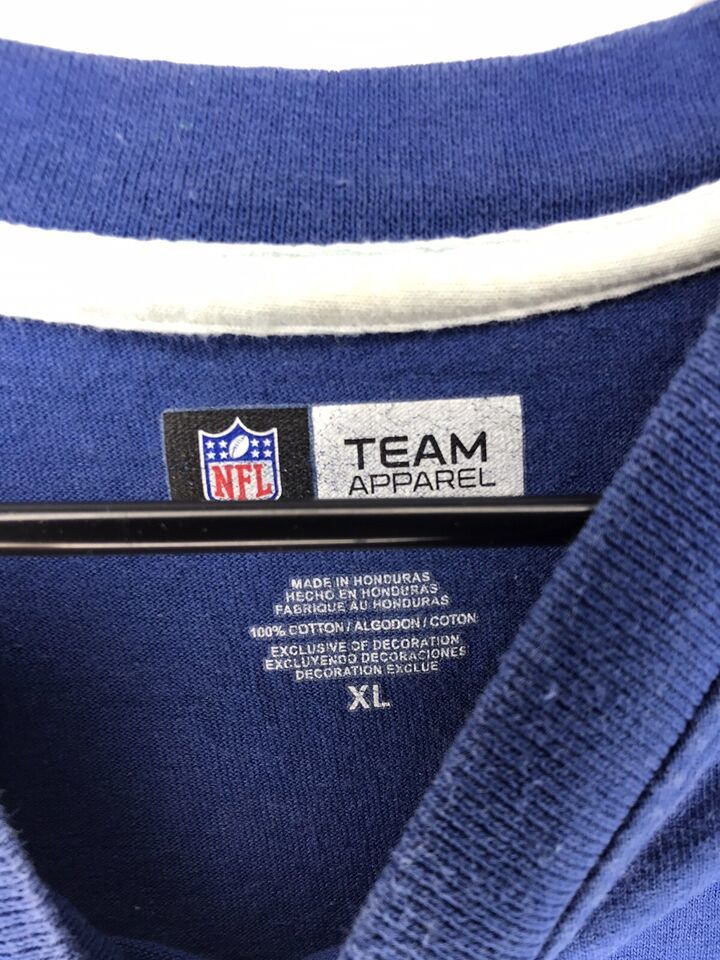 NFL
TEAM
APPAREL
MADE IN HONDURAS
HECHO EN HONDURAS
FABRIQUE AU HONDURAS
100% COTTON / ALGODON / COTON
EXCLUSIVE OF DECORATION
EXCLUYENDO DECORACIONES
DECORATION EXCLUE
XL